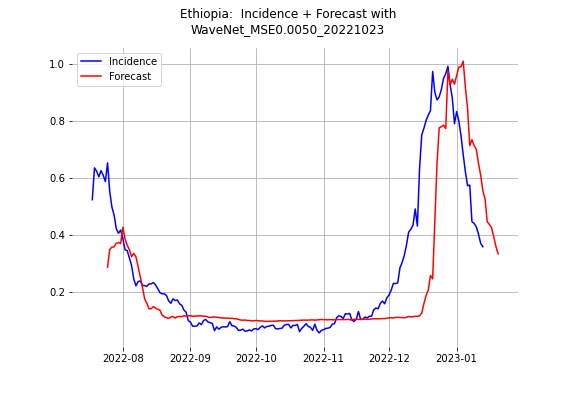 Ethiopia:  Incidence + Forecast with
WaveNet_MSE0.0050_20221023
Incidence
Forecast
1.0
0.8
0.6
0.4
0.2
2022-08 2022-09 2022-10 2022-11 2022-12 2023-01